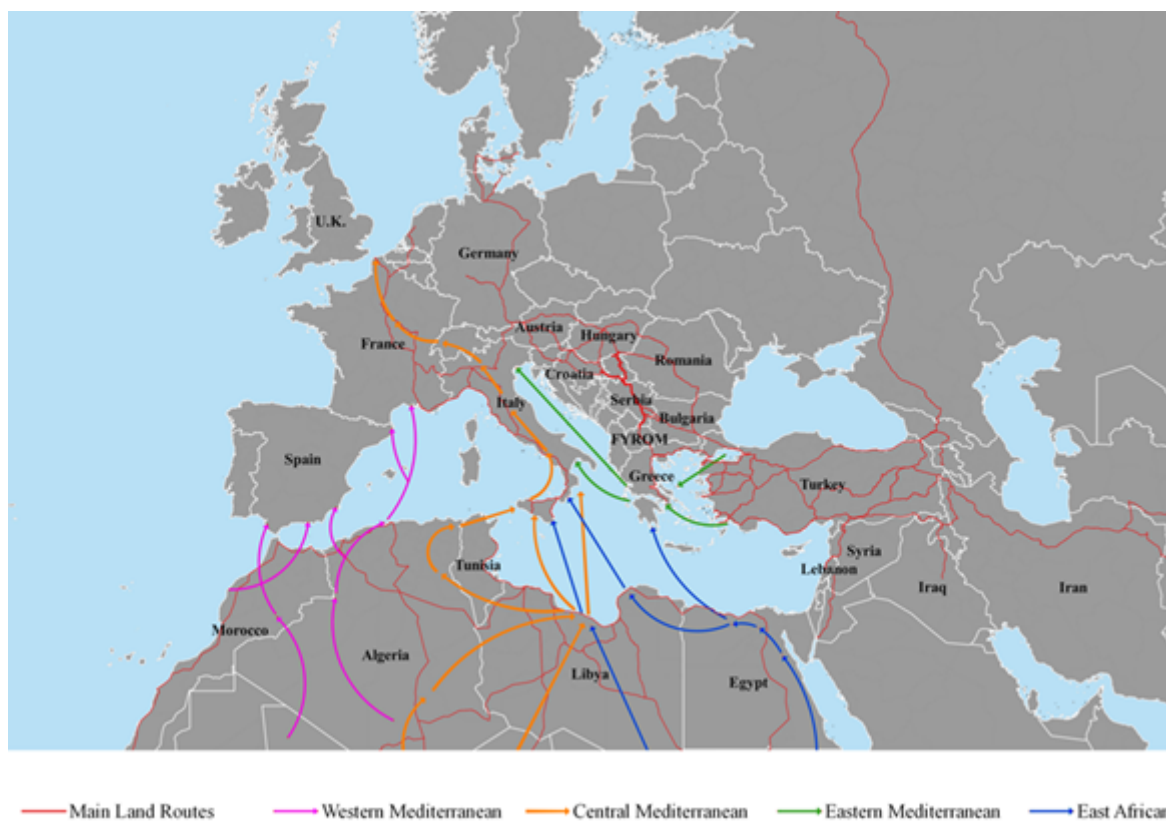 U.K.
Germany
Austria
Hungary
France
Romania
Croatia
Italy
Serbia
Bulgaria
FYROM
Spain
Greece
Turkey
Syria
Tunisia
Lebanon
Iraq
Iran
Morocco
Algeria
Libya
Egypt
Main Land Routes Western Mediterranean Central Mediterranean Eastern Mediterranean East African